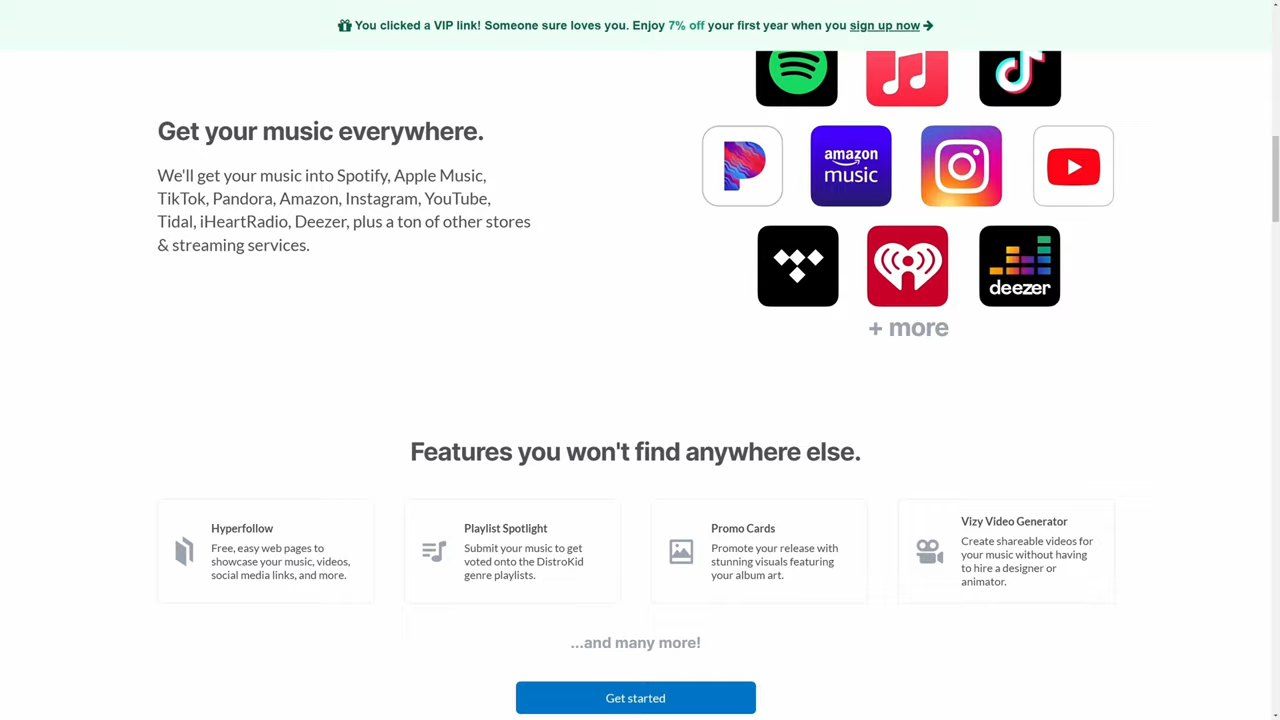 You clicked a VIP link! Someone sure loves you. Enjoy 7% off your first year when you sign up now
Get your music everywhere.
We'll get your music into Spotify, Apple Music,
TikTok, Pandora, Amazon, Instagram, YouTube,
Tidal, iHeartRadio, Deezer, plus a ton of other stores
& streaming services.
amazon
music
deezer
+ more
Features you won't find anywhere else.
Hyperfollow
Free, easy web pages to
showcase your music, videos,
social media links, and more.
Playlist Spotlight
Submit your music to get
voted onto the DistroKid
genre playlists.
Promo Cards
Promote your release with
stunning visuals featuring
your album art.
Vizy Video Generator
Create shareable videos for
your music without having
to hire a designer or
animator.
...and many more!
Get started